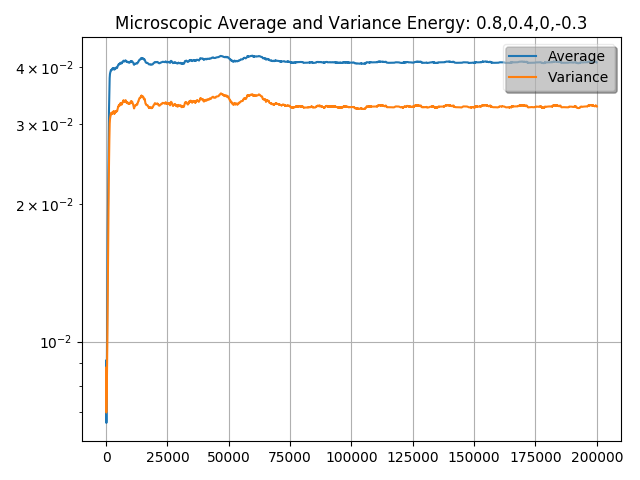 Microscopic Average and Variance Energy: 0.8,0.4,0,-0.3
Average
Variance
4 × 10⁻²
3 × 10⁻²
2 × 10⁻²
10⁻²
0 25000 50000 75000 100000 125000 150000 175000 200000